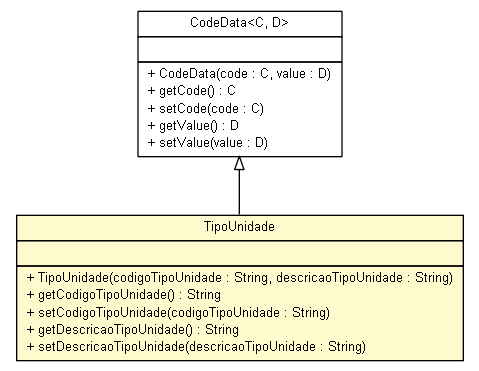 CodeData<C, D>
+ CodeData(code : C, value : D)
+ getCode() : C
+ setCode(code : C)
+ getValue() : D
+ setValue(value : D)
TipoUnidade
+ TipoUnidade(codigoTipoUnidade : String, descricaoTipoUnidade : String)
+ getCodigoTipoUnidade() : String
+ setCodigoTipoUnidade(codigoTipoUnidade : String)
+ getDescricaoTipoUnidade() : String
+ setDescricaoTipoUnidade(descricaoTipoUnidade : String)